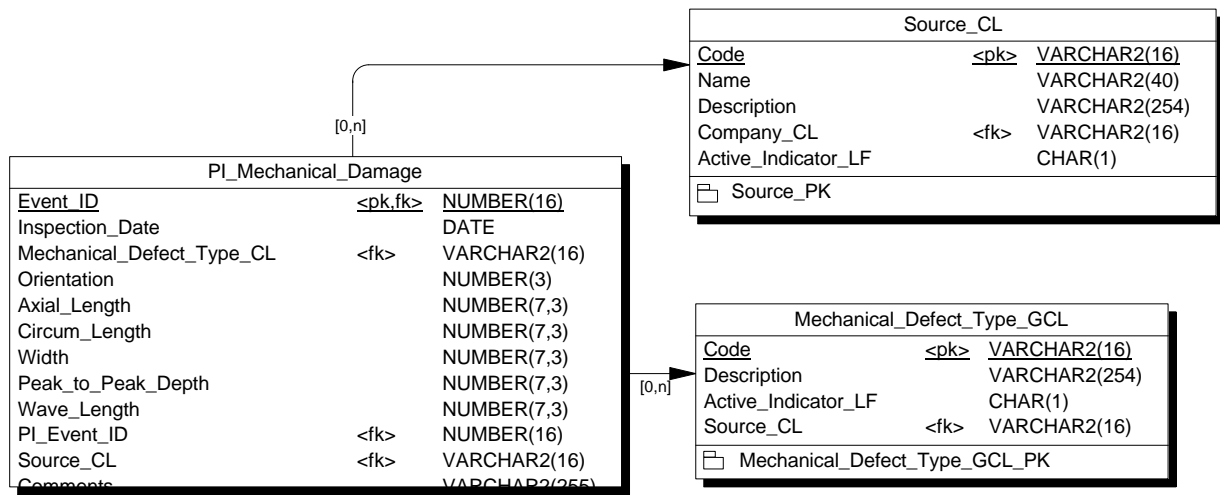 Source_CL
Code <pk> VARCHAR2(16)
Name VARCHAR2(40)
Description VARCHAR2(254)
Company_CL <fk> VARCHAR2(16)
Active_Indicator_LF CHAR(1)
Source_PK
[0,n]
PI_Mechanical_Damage
Event_ID <pk,fk> NUMBER(16)
Inspection_Date DATE
Mechanical_Defect_Type_CL <fk> VARCHAR2(16)
Orientation NUMBER(3)
Axial_Length NUMBER(7,3)
Circum_Length NUMBER(7,3)
Width NUMBER(7,3)
Peak_to_Peak_Depth NUMBER(7,3)
Wave_Length NUMBER(7,3)
PI_Event_ID <fk> NUMBER(16)
Source_CL <fk> VARCHAR2(16)
Comments VARCHAR2(255)
[0,n]
Mechanical_Defect_Type_GCL
Code <pk> VARCHAR2(16)
Description VARCHAR2(254)
Active_Indicator_LF CHAR(1)
Source_CL <fk> VARCHAR2(16)
Mechanical_Defect_Type_GCL_PK